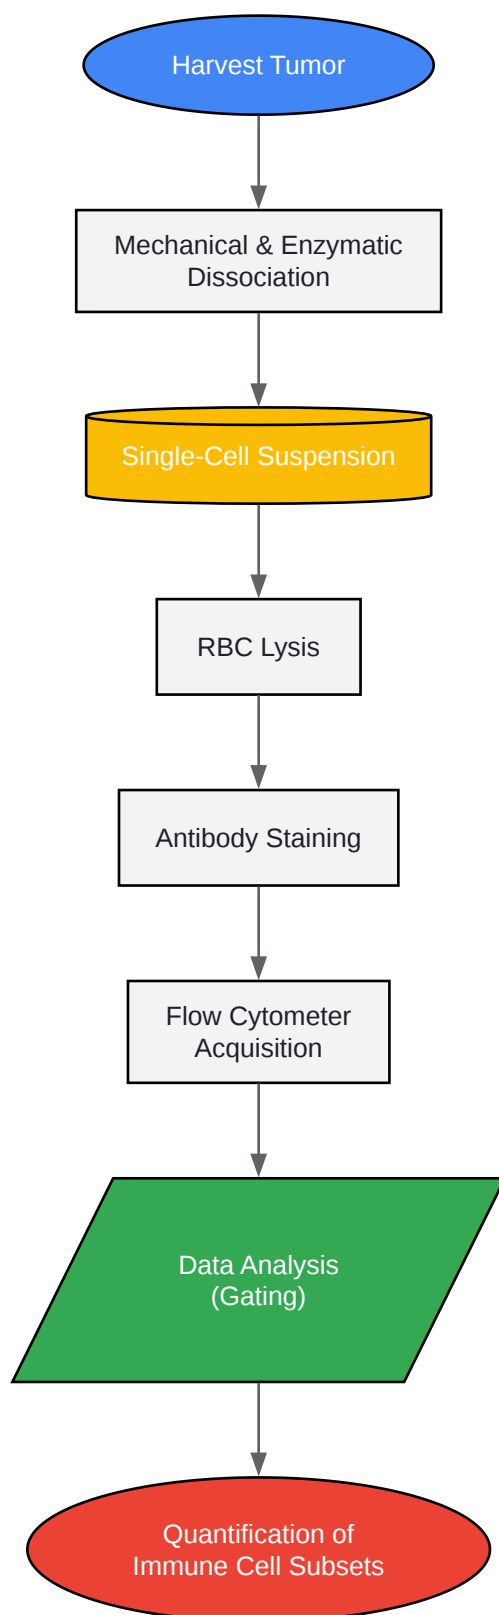 Harvest Tumor
Mechanical & Enzymatic
Dissociation
Single-Cell Suspension
RBC Lysis
Antibody Staining
Flow Cytometer
Acquisition
Data Analysis
(Gating)
Quantification of
Immune Cell Subsets